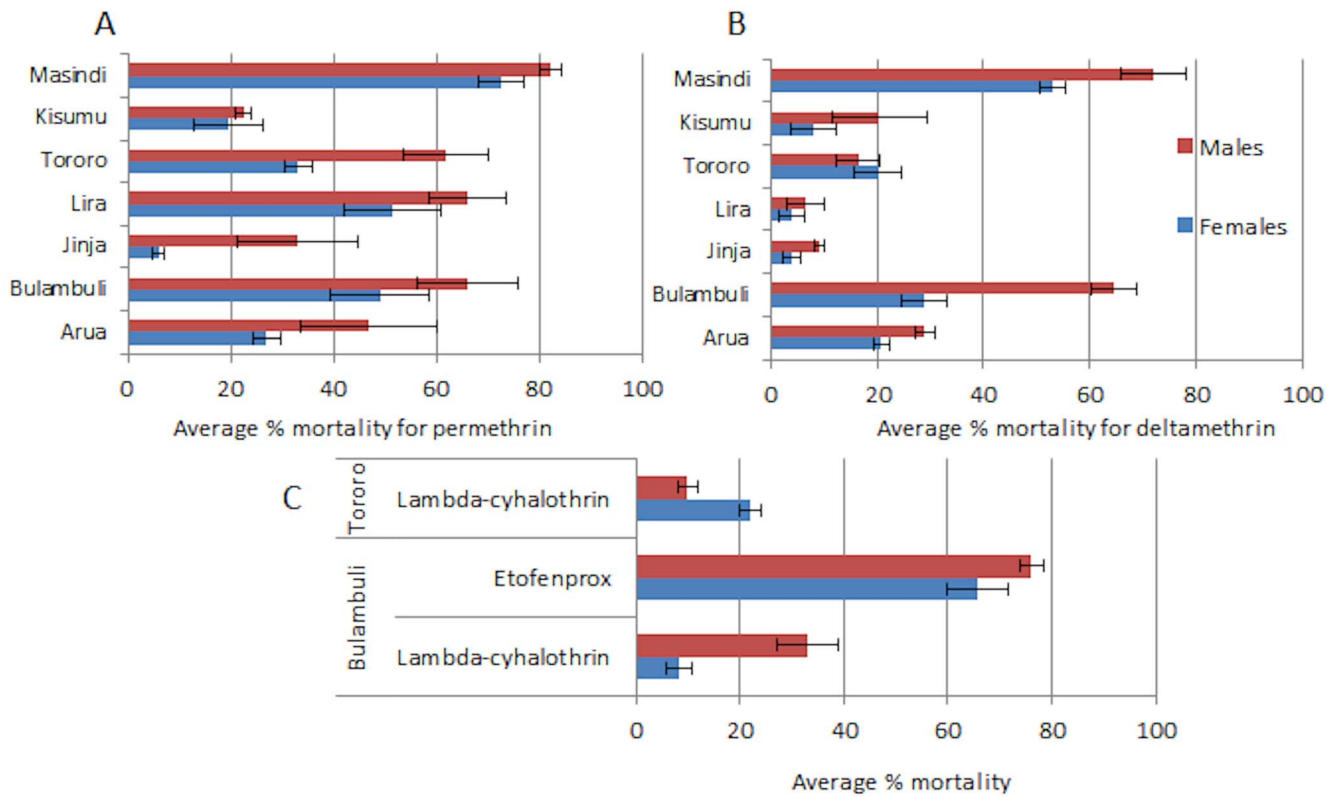 A
Masindi
Kisumu
Tororo
Lira
Jinja
Bulambuli
Arua
0 20 40 60 80 100
Average % mortality for permethrin
B
Masindi
Kisumu
Tororo
Lira
Jinja
Bulambuli
Arua
0 20 40 60 80 100
Average % mortality for deltamethrin
Males
Females
C
Tororo
Lambda-cyhalothrin
Bulambuli
Etofenprox
Lambda-cyhalothrin
0 20 40 60 80 100
Average % mortality